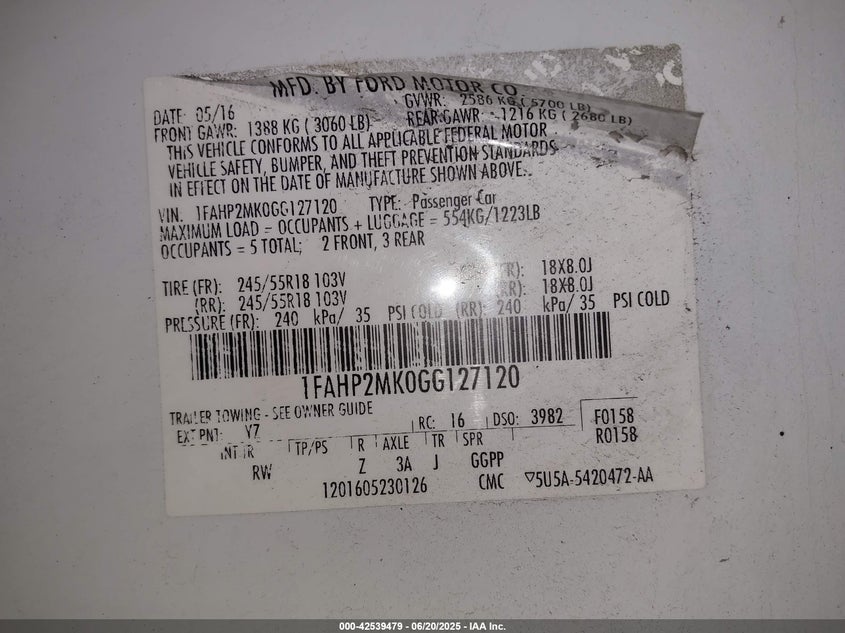 MFD. BY FORD MOTOR CO.
DATE: 05/16 GVWR: 2586 KG ( 5700 LB)
FRONT GAWR: 1388 KG ( 3060 LB) REAR GAWR: 1216 KG ( 2680 LB)
THIS VEHICLE CONFORMS TO ALL APPLICABLE FEDERAL MOTOR
VEHICLE SAFETY, BUMPER, AND THEFT PREVENTION STANDARDS
IN EFFECT ON THE DATE OF MANUFACTURE SHOWN ABOVE.
VIN: 1FAHP2MK0GG127120 TYPE: Passenger Car
MAXIMUM LOAD = OCCUPANTS + LUGGAGE = 554KG/1223LB
OCCUPANTS = 5 TOTAL; 2 FRONT, 3 REAR
TIRE (FR): 245/55R18 103V 18X8.0J
(RR): 245/55R18 103V 18X8.0J
PRESSURE (FR): 240 kPa/ 35 PSI COLD (RR): 240 kPa/ 35 PSI COLD
1FAHP2MK0GG127120
TRAILER TOWING - SEE OWNER GUIDE
EXT PNT: YZ RC: 16 DSO: 3982 F0158
R0158
INT TR TP/PS R AXLE TR SPR
RW Z 3A J GGPP
1201605230126 CMC ▽5U5A-5420472-AA
000-42539479 - 06/20/2025 - IAA Inc.